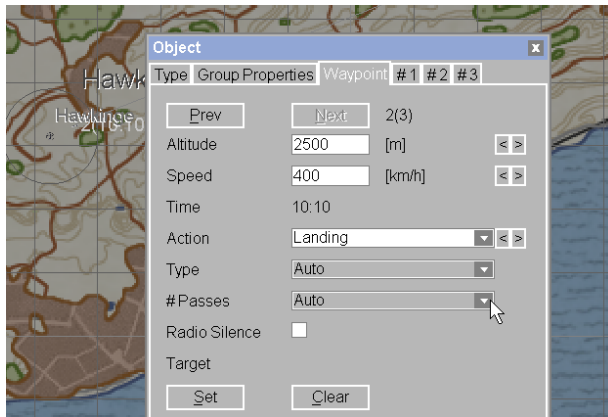 Object
x
Type Group Properties Waypoint #1 #2 #3
Prev Next 2(3)
Altitude 2500 [m] < >
Speed 400 [km/h] < >
Time 10:10
Action Landing < >
Type Auto
# Passes Auto
Radio Silence
Target
Set Clear
Hawk
Hawkinge